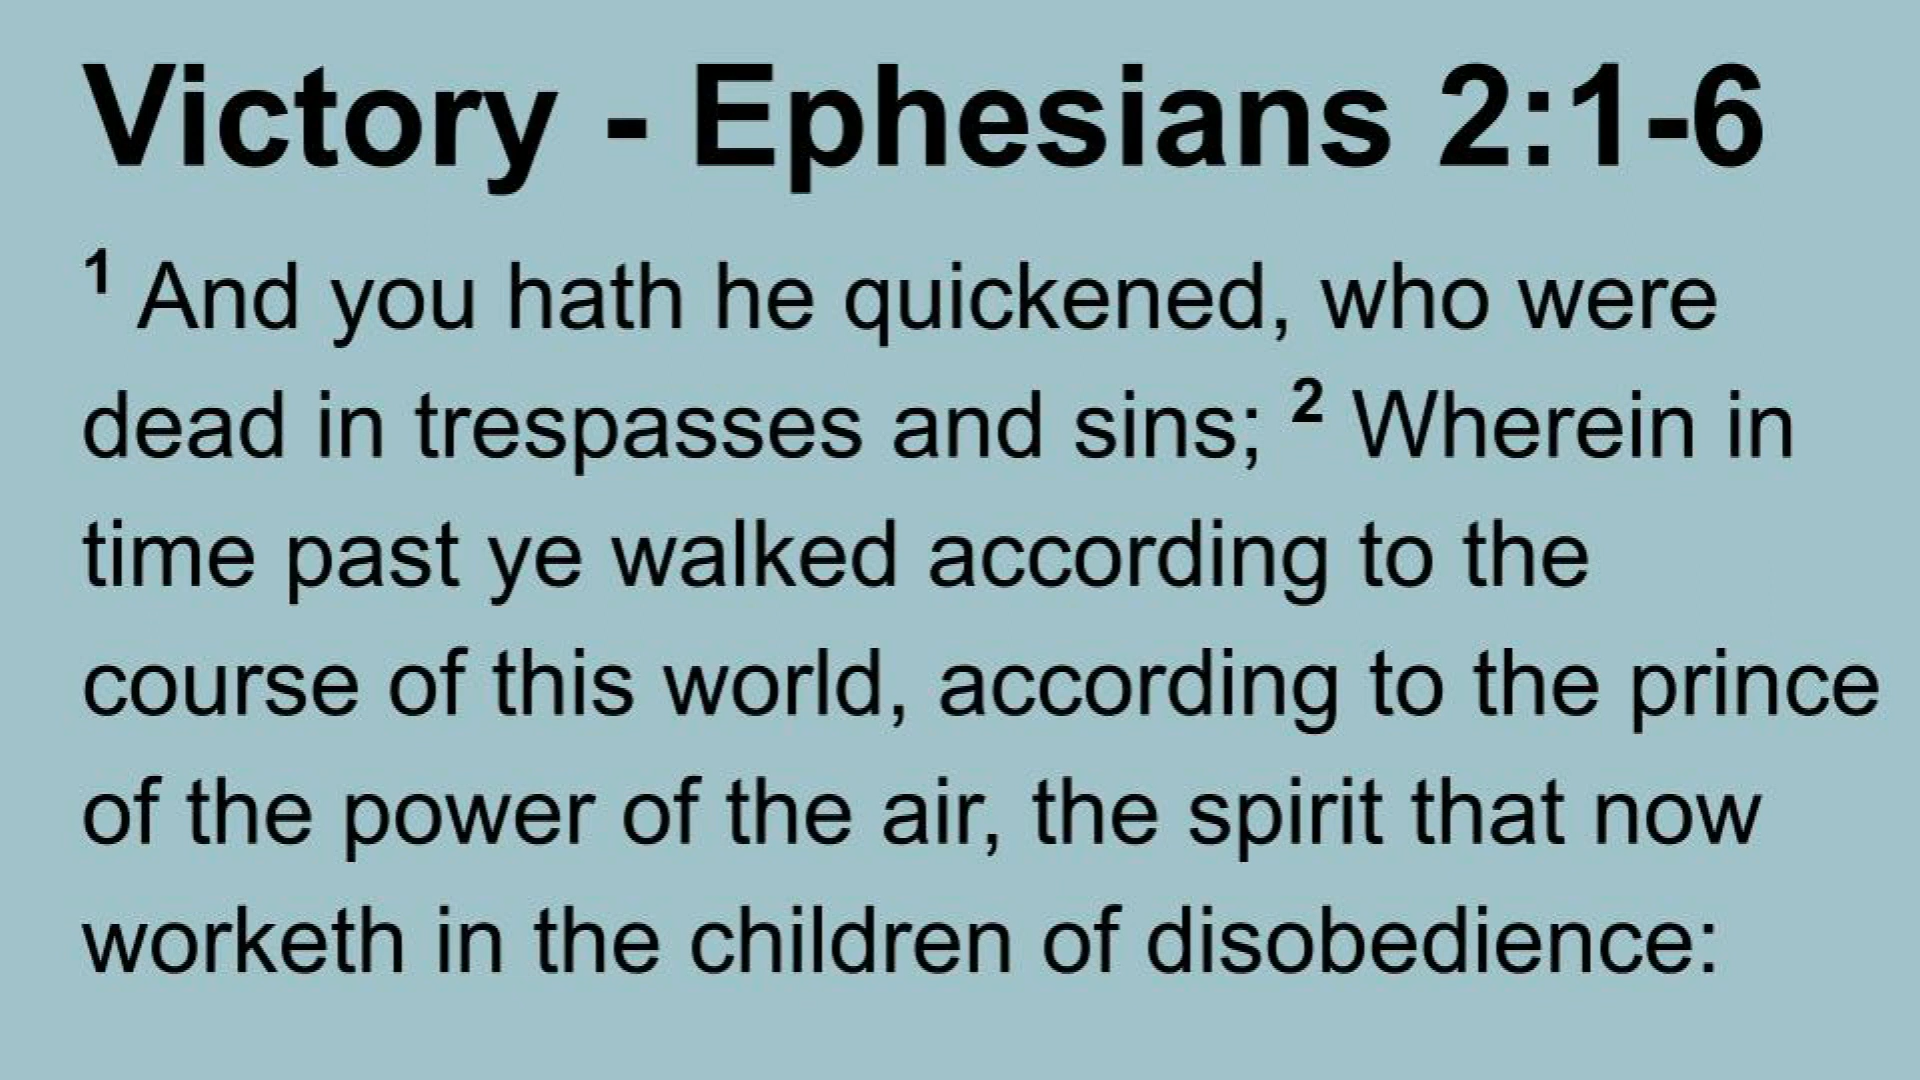 Victory - Ephesians 2:1-6
1 And you hath he quickened, who were
dead in trespasses and sins; 2 Wherein in
time past ye walked according to the
course of this world, according to the prince
of the power of the air, the spirit that now
worketh in the children of disobedience: